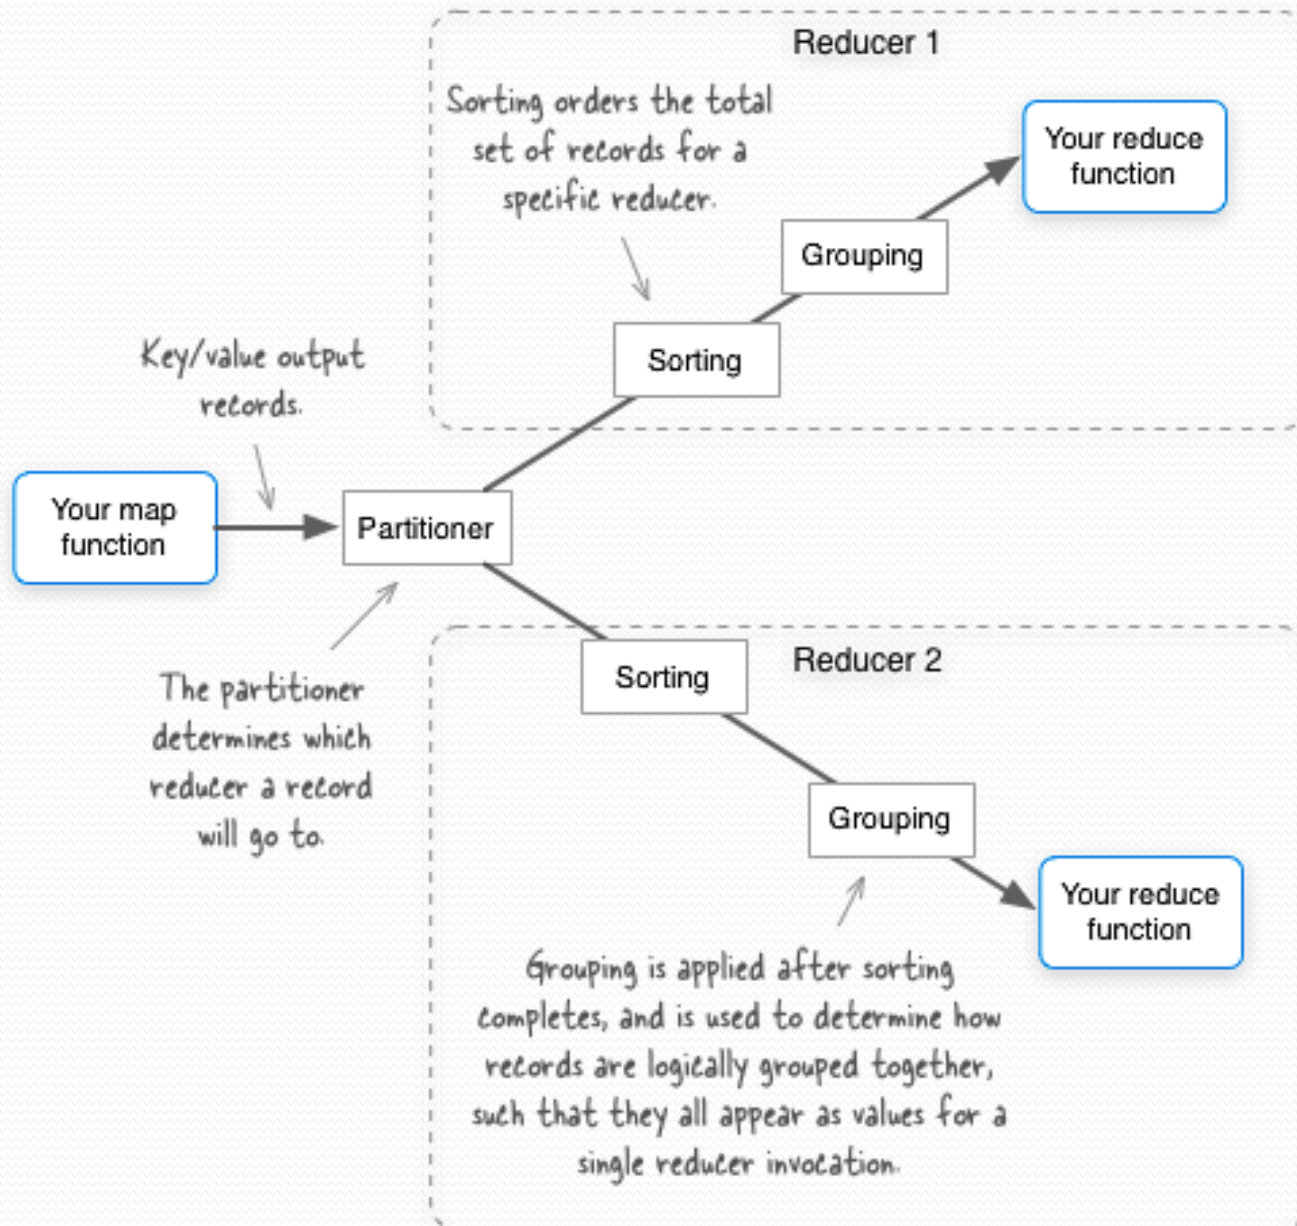 Reducer 1
Sorting orders the total
set of records for a
specific reducer.
Your reduce
function
Grouping
Sorting
Key/value output
records.
Your map
function
Partitioner
The partitioner
determines which
reducer a record
will go to.
Reducer 2
Sorting
Grouping
Your reduce
function
Grouping is applied after sorting
completes, and is used to determine how
records are logically grouped together,
such that they all appear as values for a
single reducer invocation.